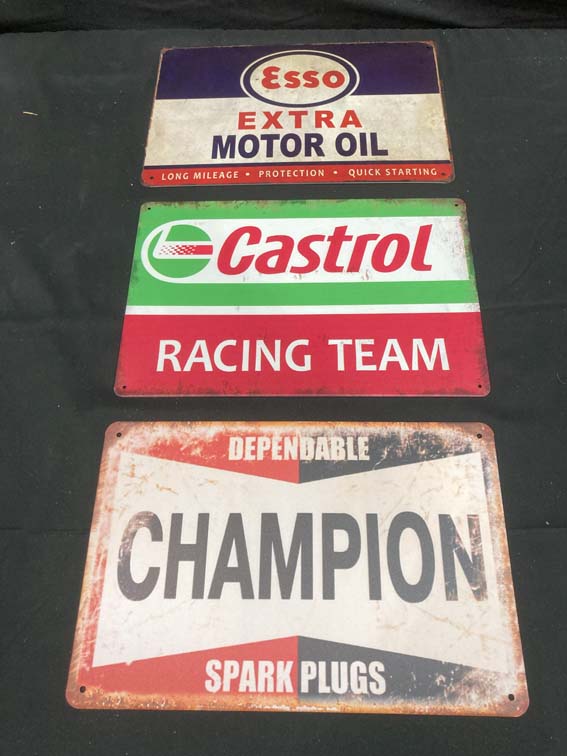 Esso
EXTRA
MOTOR OIL
LONG MILEAGE • PROTECTION • QUICK STARTING
Castrol
RACING TEAM
DEPENDABLE
CHAMPION
SPARK PLUGS